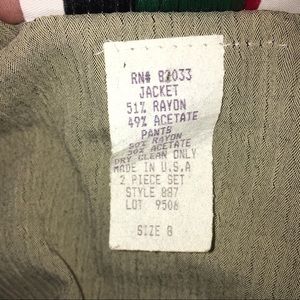 RN# 82033
JACKET
51% RAYON
49% ACETATE
PANTS
50% RAYON
50% ACETATE
DRY CLEAN ONLY
MADE IN U.S.A
2 PIECE SET
STYLE 887
LOT 9506
SIZE 8